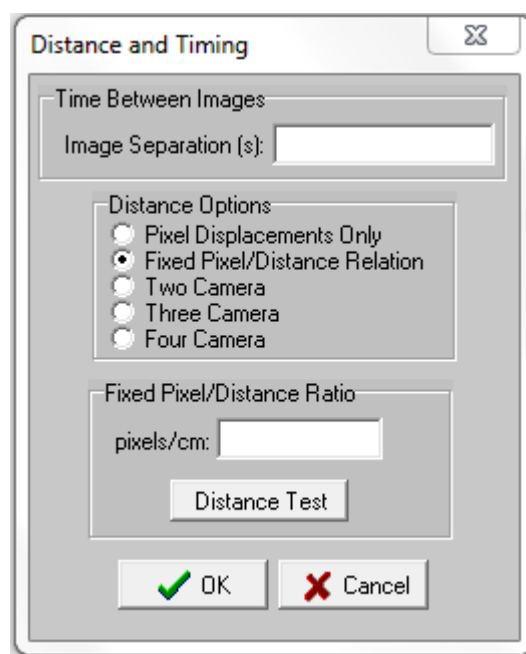 Distance and Timing
Time Between Images
Image Separation (s):
Distance Options
Pixel Displacements Only
Fixed Pixel/Distance Relation
Two Camera
Three Camera
Four Camera
Fixed Pixel/Distance Ratio
pixels/cm:
Distance Test
OK Cancel